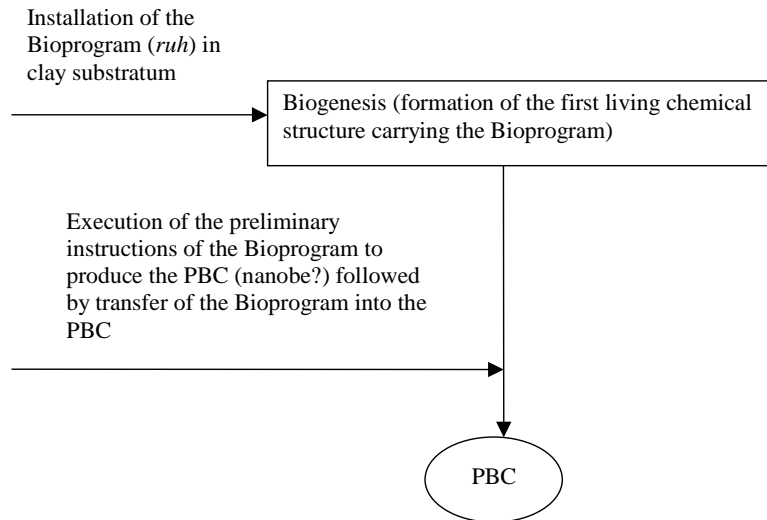 Installation of the
Bioprogram (ruh) in
clay substratum
Biogenesis (formation of the first living chemical
structure carrying the Bioprogram)
Execution of the preliminary
instructions of the Bioprogram to
produce the PBC (nanobe?) followed
by transfer of the Bioprogram into the
PBC
PBC